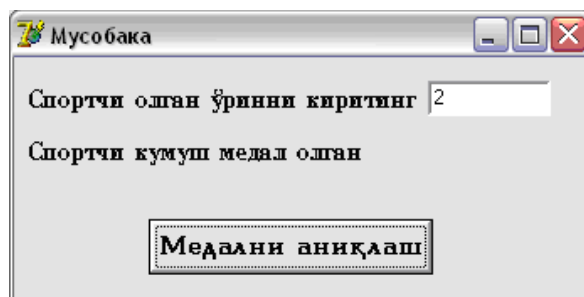 Мусобака
Спортчи олган ўринни киритинг 2
Спортчи кумуш медал олган
Медални аниқлаш